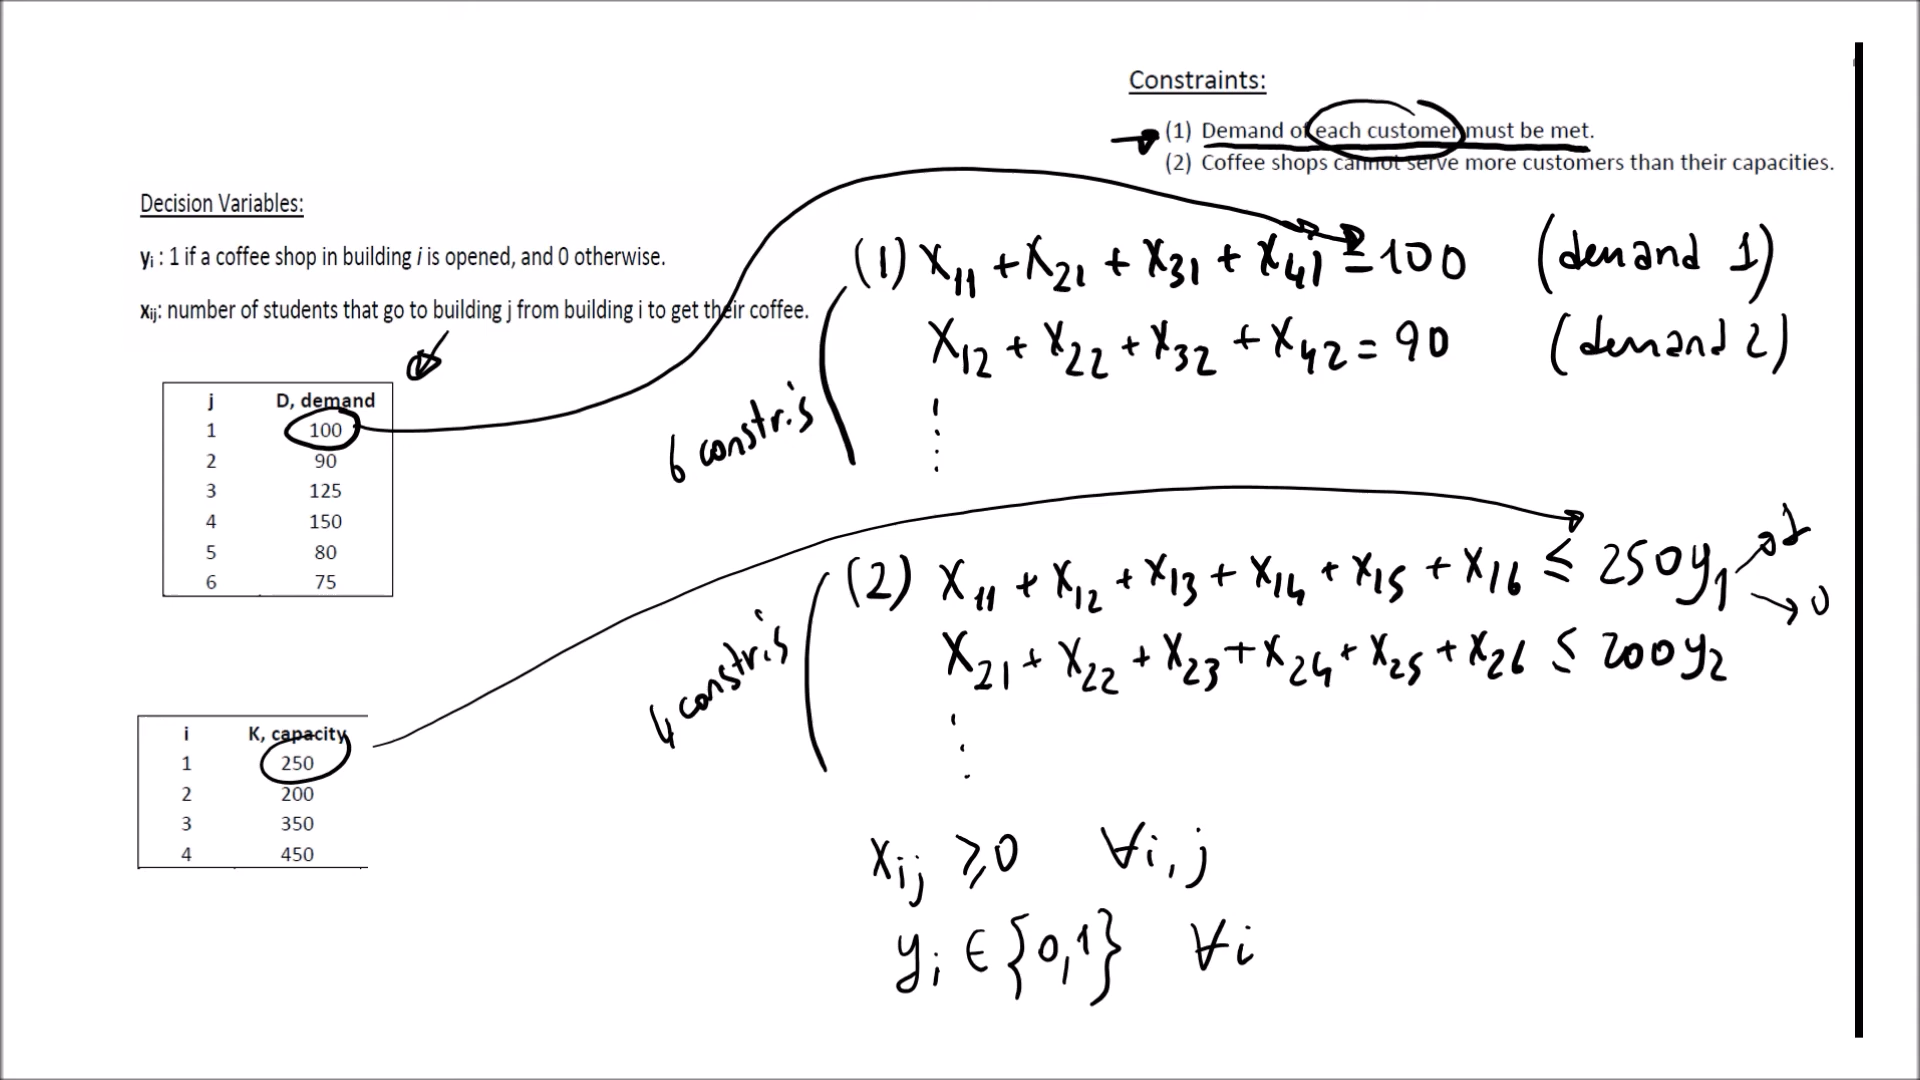 Constraints:
(1) Demand of each customer must be met.
(2) Coffee shops cannot serve more customers than their capacities.
Decision Variables:
yi : 1 if a coffee shop in building i is opened, and 0 otherwise.
xij: number of students that go to building j from building i to get their coffee.
j D, demand
1 100
2 90
3 125
4 150
5 80
6 75
i K, capacity
1 250
2 200
3 350
4 450
(1) x11 + x21 + x31 + x41 = 100 (demand 1)
x12 + x22 + x32 + x42 = 90 (demand 2)
6 constr.s
(2) x11 + x12 + x13 + x14 + x15 + x16 ≤ 250y1 → 1 → 0
x21 + x22 + x23 + x24 + x25 + x26 ≤ 200y2
4 constr.s
xij ≥ 0 ∀i, j
yi ∈ {0,1} ∀i